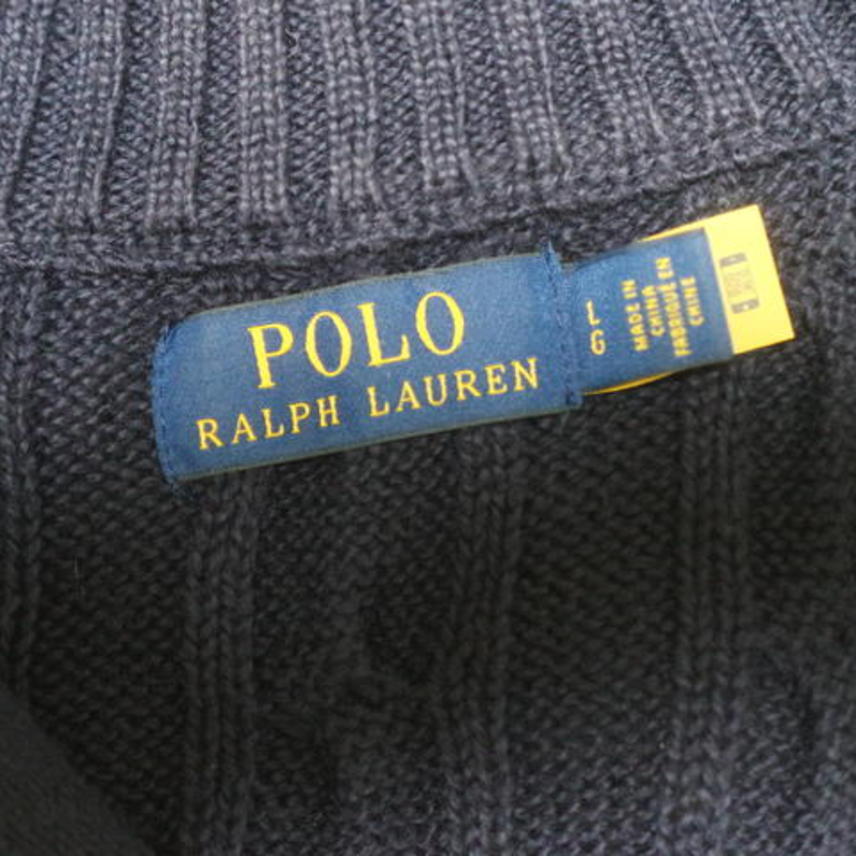 POLO
RALPH LAUREN
L
G
MADE IN
CHINA
FABRIQUÉ EN
CHINE